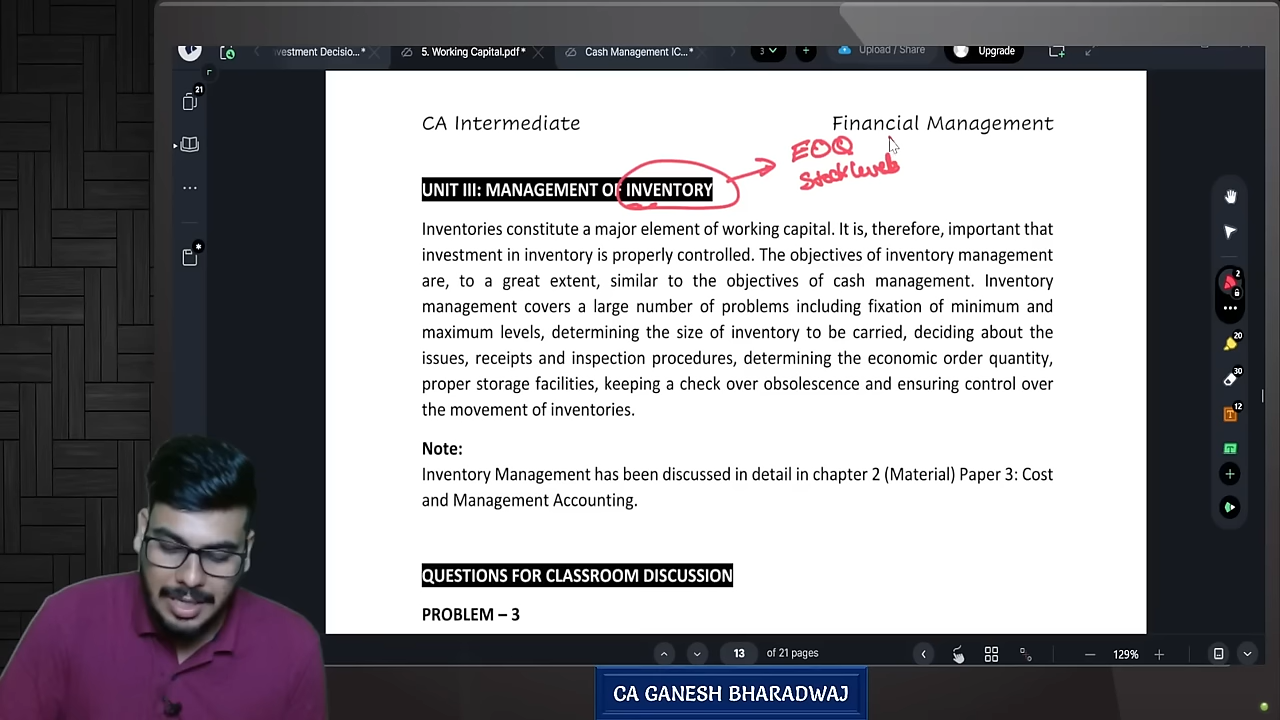 vestment Decisio...*
5. Working Capital.pdf *
Cash Management IC...*
3
Upload / Share
Upgrade
21
CA Intermediate
Financial Management
EOQ
Stock levels
UNIT III: MANAGEMENT OF INVENTORY
Inventories constitute a major element of working capital. It is, therefore, important that
investment in inventory is properly controlled. The objectives of inventory management
are, to a great extent, similar to the objectives of cash management. Inventory
management covers a large number of problems including fixation of minimum and
maximum levels, determining the size of inventory to be carried, deciding about the
issues, receipts and inspection procedures, determining the economic order quantity,
proper storage facilities, keeping a check over obsolescence and ensuring control over
the movement of inventories.
Note:
Inventory Management has been discussed in detail in chapter 2 (Material) Paper 3: Cost
and Management Accounting.
QUESTIONS FOR CLASSROOM DISCUSSION
PROBLEM – 3
2
20
30
12
13 of 21 pages
129%
CA GANESH BHARADWAJ